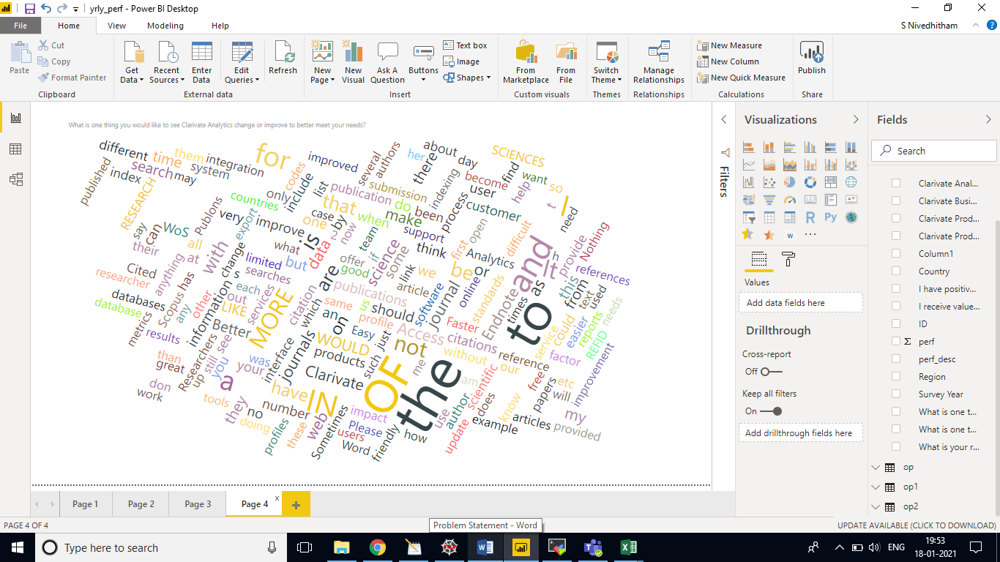 yrly_perf - Power BI Desktop
File Home View Modeling Help S Nivedhitham
Paste
Cut
Copy
Format Painter
Clipboard
Get Data
Recent Sources
Enter Data
Edit Queries
Refresh
External data
New Page
New Visual
Ask A Question
Buttons
Text box
Image
Shapes
Insert
From Marketplace
From File
Custom visuals
Switch Theme
Themes
Manage Relationships
Relationships
New Measure
New Column
New Quick Measure
Calculations
Publish
Share
What is one thing you would like to see Clarivate Analytics change or improve to better meet your needs?
different
time
them
integration
for
improved
several
authors
her
about
there
day
SCIENCES
published
index
search
system
may
codes
include
list
publication
submission
indexing
become
find
want
so
user
help
RESEARCH
countries
only
that
do
been
process
customer
I
t
need
say
can
WoS
Publons
very
export
improve
one
case
by
when
make
their
all
at
with
change
what
is
data
2
now
team
support
think
first
open
difficult
Nothing
Cited
anything
limited
but
offer
if
some
science
Analytics
and
h
provide
researcher
has
s
searches
are
good
link
we
be
or
It
references
databases
database
Scopus
any
other
information
each
out
services
MORE
citation
which
publications
article
software
journal
online
standards
Endnote
to
as
this
from
text
used
metrics
results
LIKE
Better
same
us
should
an
on
profile
Easy
Access
Faster
times
could
easier
reports
needs
than
great
Researchers
still
see
you
interface
journals
WOULD
products
just
such
not
citations
without
reference
service
factor
REFID
don
work
up
was
your
a
Clarivate
OF
the
me
am
our
free
etc
improvement
tools
they
no
have
number
IN
web
impact
Please
users
Word
Sometimes
friendly
how
use
author
scientific
does
know
papers
will
my
doing
profiles
these
update
example
articles
provided
Filters
Visualizations
R
Py
Values
Add data fields here
Drillthrough
Cross-report
Off
Keep all filters
On
Add drillthrough fields here
Fields
Search
Clarivate Anal...
Clarivate Busi...
Clarivate Prod...
Clarivate Prod...
Column1
Country
I have positiv...
I receive value...
ID
Σ perf
perf_desc
Region
Survey Year
What is one t...
What is one t...
What is your r...
op
op1
op2
Page 1 Page 2 Page 3 Page 4 x +
PAGE 4 OF 4
Problem Statement - Word
UPDATE AVAILABLE (CLICK TO DOWNLOAD)
Type here to search
ENG
19:53
18-01-2021